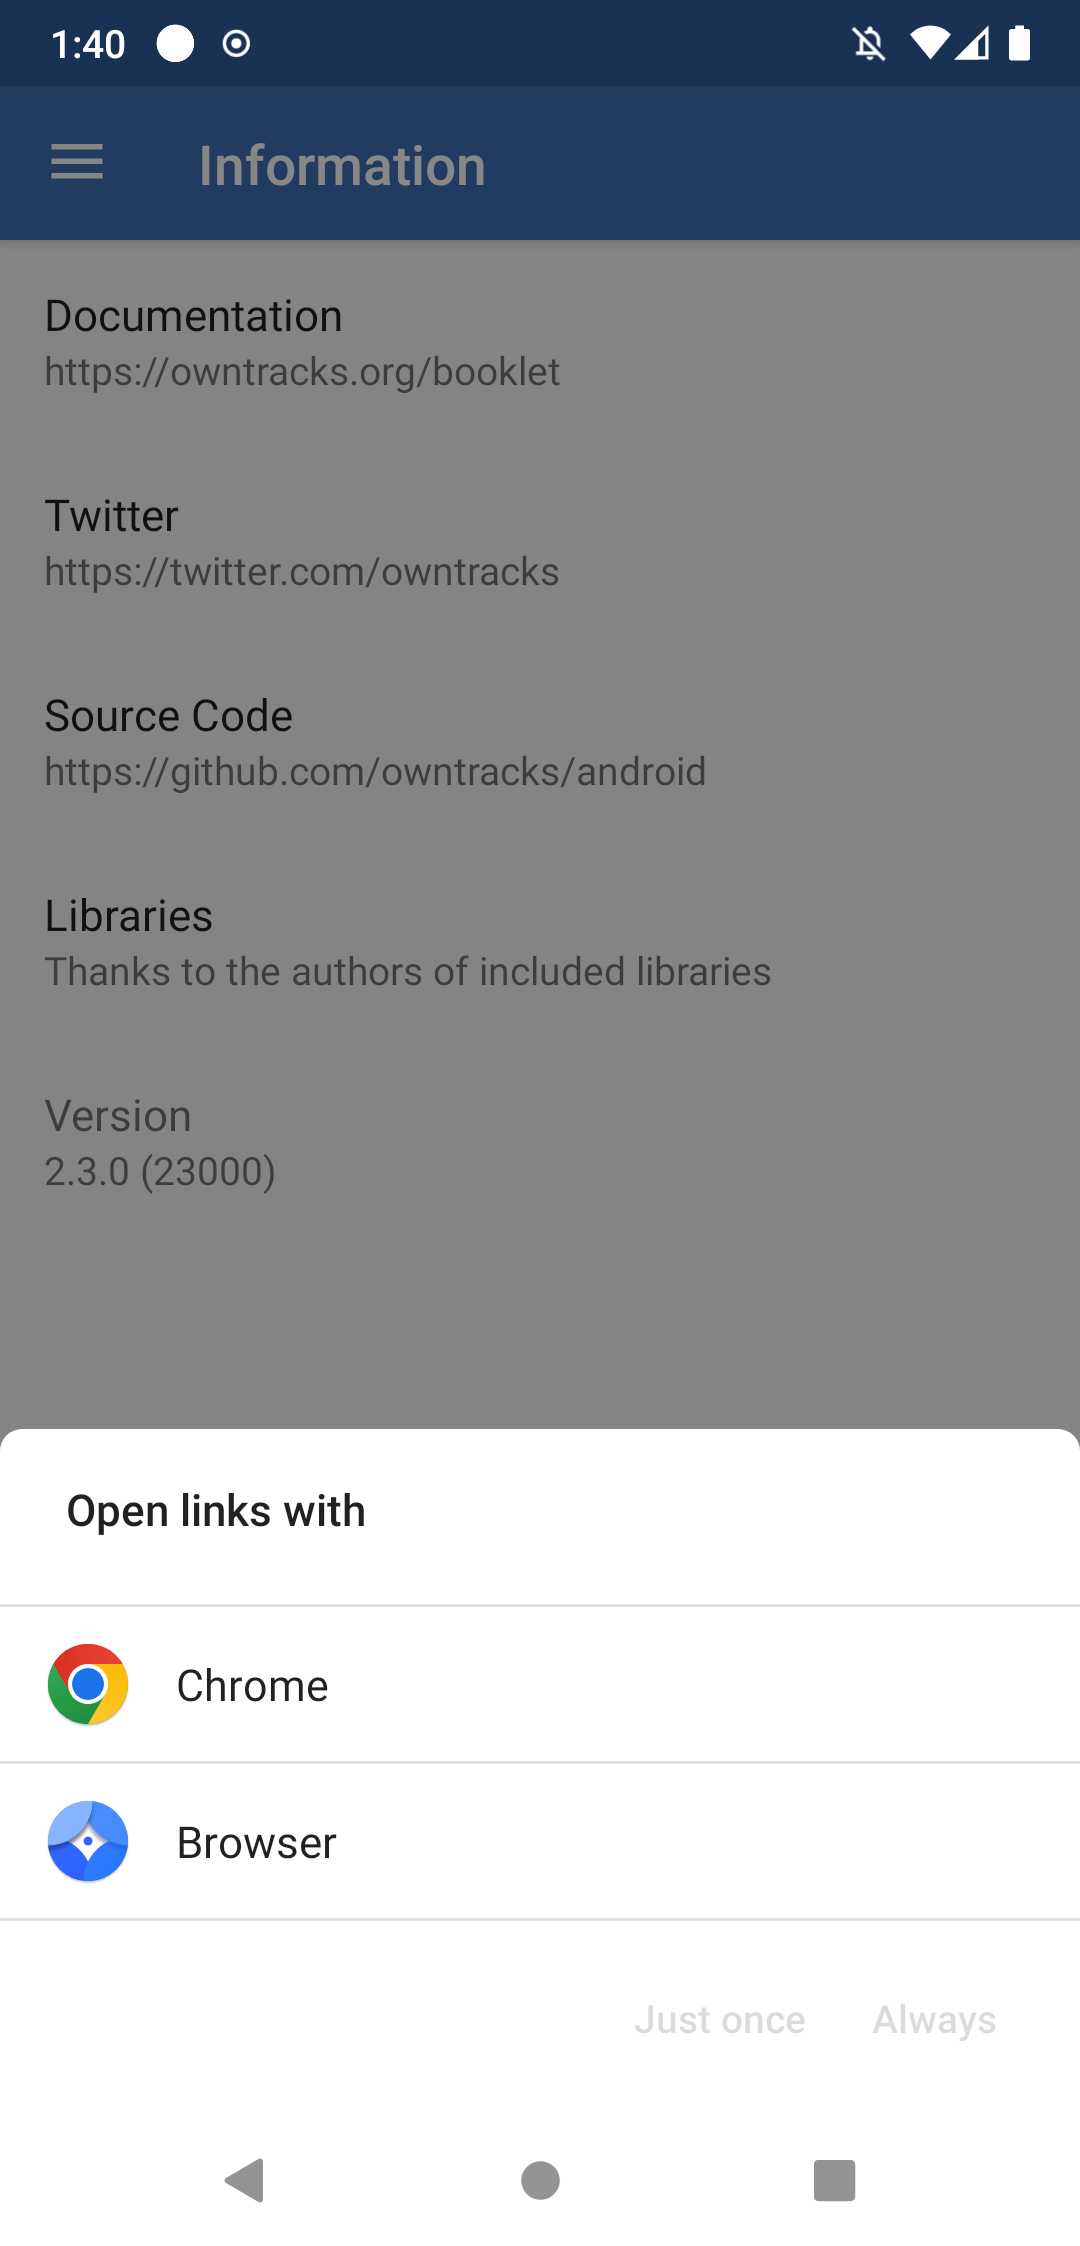 1:40
Information
Documentation
https://owntracks.org/booklet
Twitter
https://twitter.com/owntracks
Source Code
https://github.com/owntracks/android
Libraries
Thanks to the authors of included libraries
Version
2.3.0 (23000)
Open links with
Chrome
Browser
Just once Always